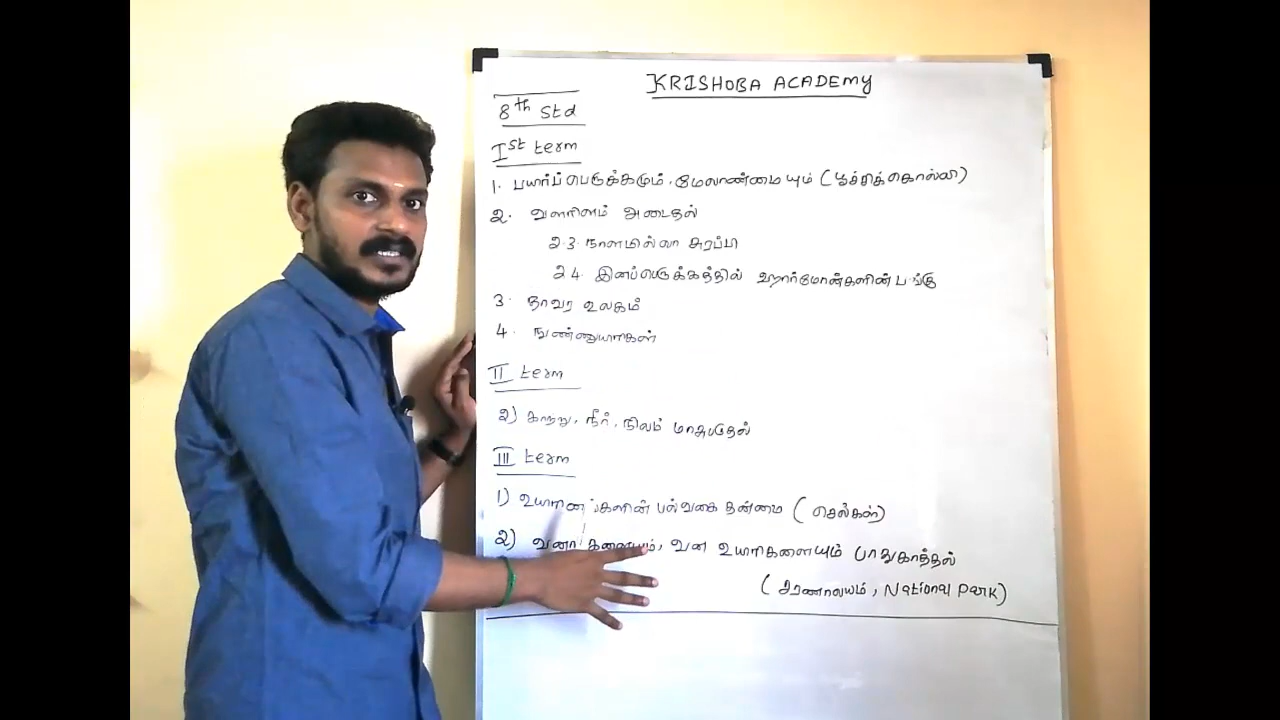 KRISHOBA ACADEMY
8th Std
Ist term
1. பயிர்ப்பெருக்கமும், மேலாண்மையும் (பூச்சிக்கொல்லி)
2. வளரிளம் அடைதல்
2.3. நாளமில்லா சுரப்பி
2.4. இனப்பெருக்கத்தில் ஹார்மோன்களின் பங்கு
3. தாவர உலகம்
4. நுண்ணுயிரிகள்
II term
2) காற்று, நீர், நிலம் மாசுபடுதல்
III term
1) உயிரினங்களின் பல்வகை தன்மை (செல்கள்)
2) வனங்களையும், வன உயிரிகளையும் பாதுகாத்தல்
(சரணாலயம், National Park)